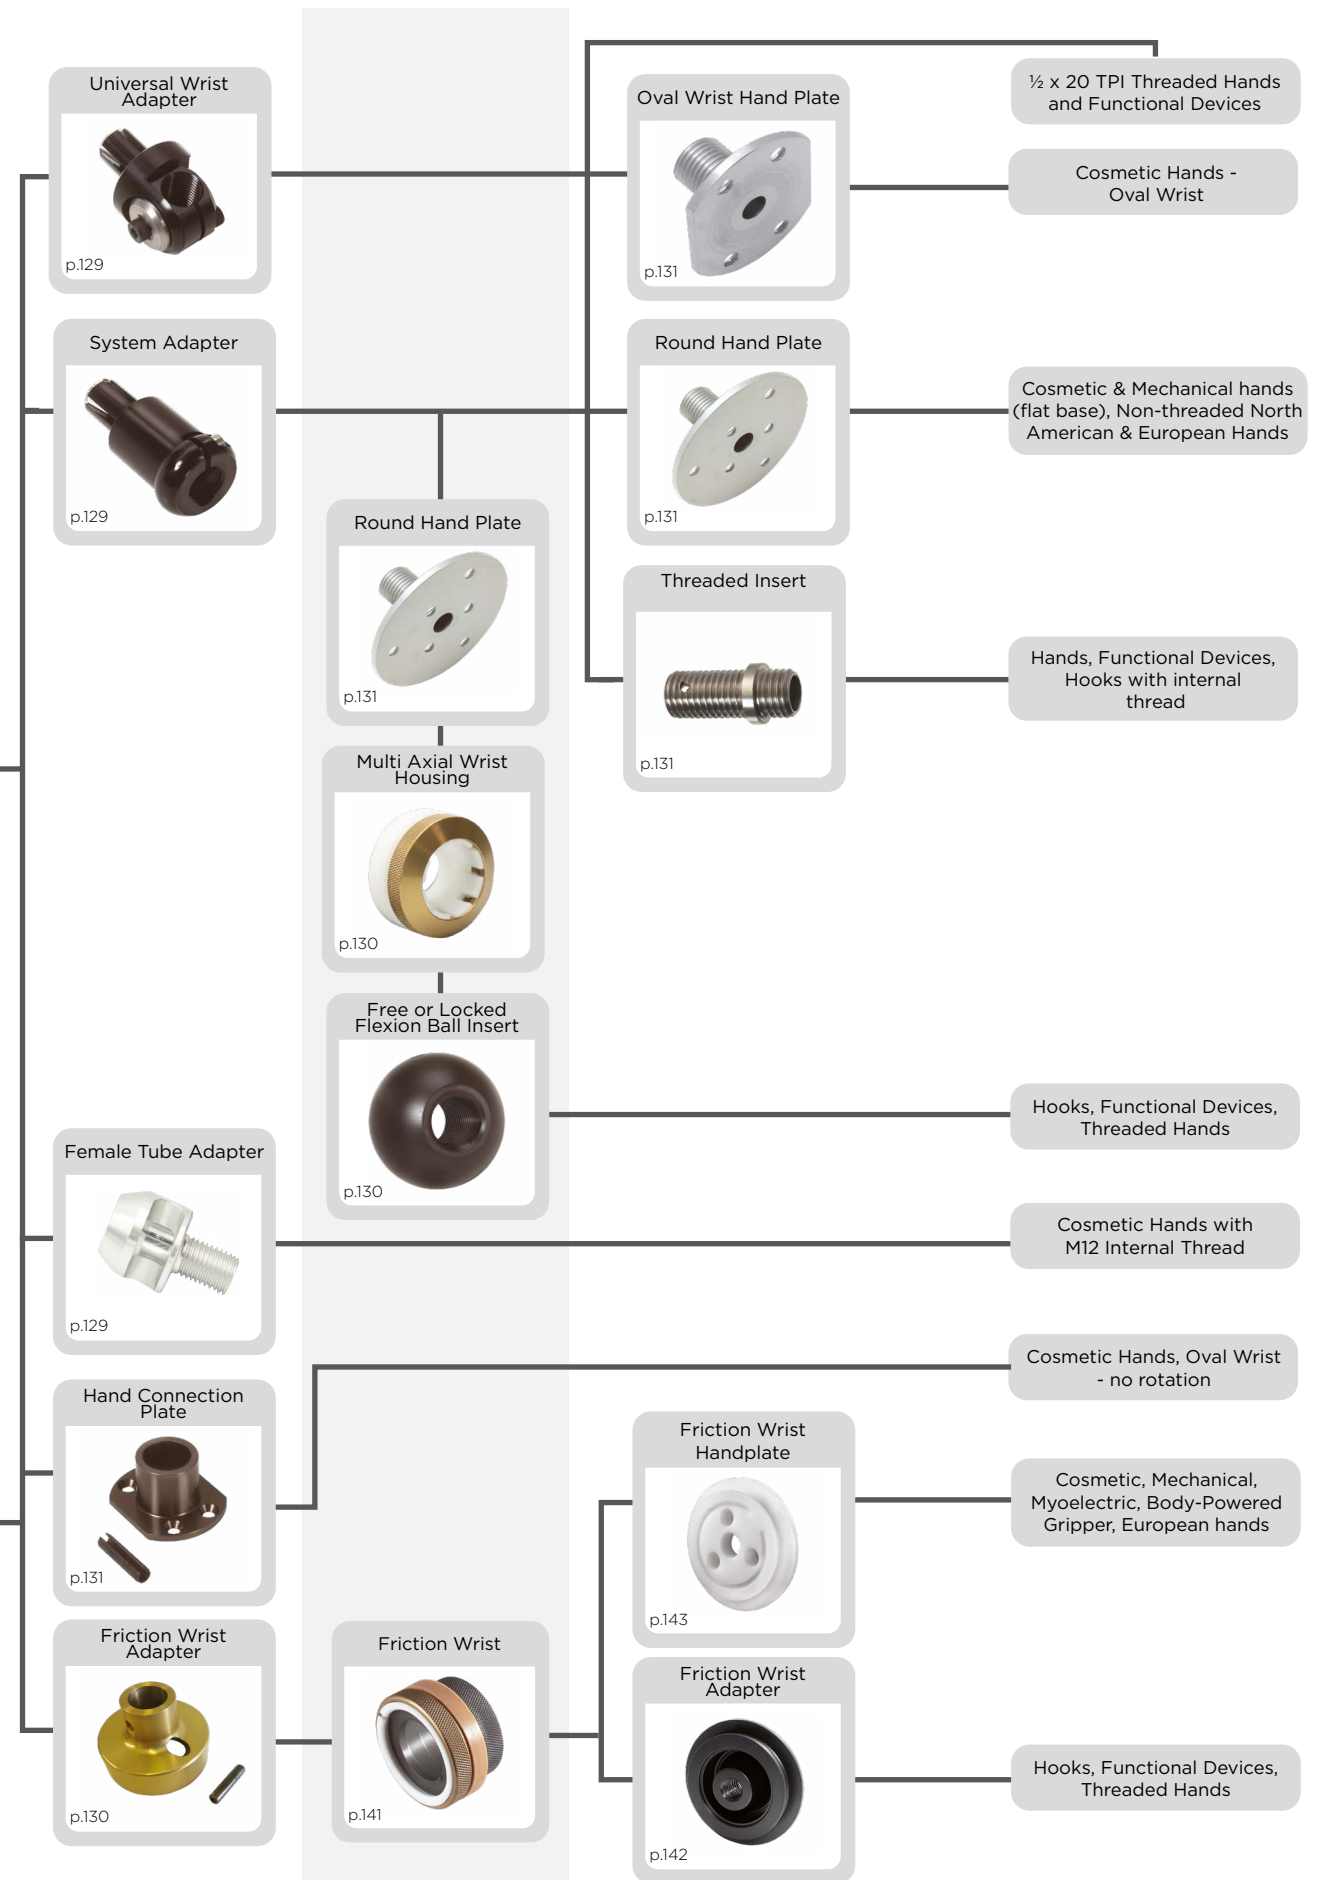 Universal Wrist
Adapter
p.129
Oval Wrist Hand Plate
p.131
½ x 20 TPI Threaded Hands
and Functional Devices
Cosmetic Hands -
Oval Wrist
System Adapter
p.129
Round Hand Plate
p.131
Cosmetic & Mechanical hands
(flat base), Non-threaded North
American & European Hands
Round Hand Plate
p.131
Threaded Insert
p.131
Hands, Functional Devices,
Hooks with internal
thread
Multi Axial Wrist
Housing
p.130
Free or Locked
Flexion Ball Insert
p.130
Hooks, Functional Devices,
Threaded Hands
Female Tube Adapter
p.129
Cosmetic Hands with
M12 Internal Thread
Hand Connection
Plate
p.131
Cosmetic Hands, Oval Wrist
- no rotation
Friction Wrist
Handplate
p.143
Cosmetic, Mechanical,
Myoelectric, Body-Powered
Gripper, European hands
Friction Wrist
Adapter
p.130
Friction Wrist
p.141
Friction Wrist
Adapter
p.142
Hooks, Functional Devices,
Threaded Hands